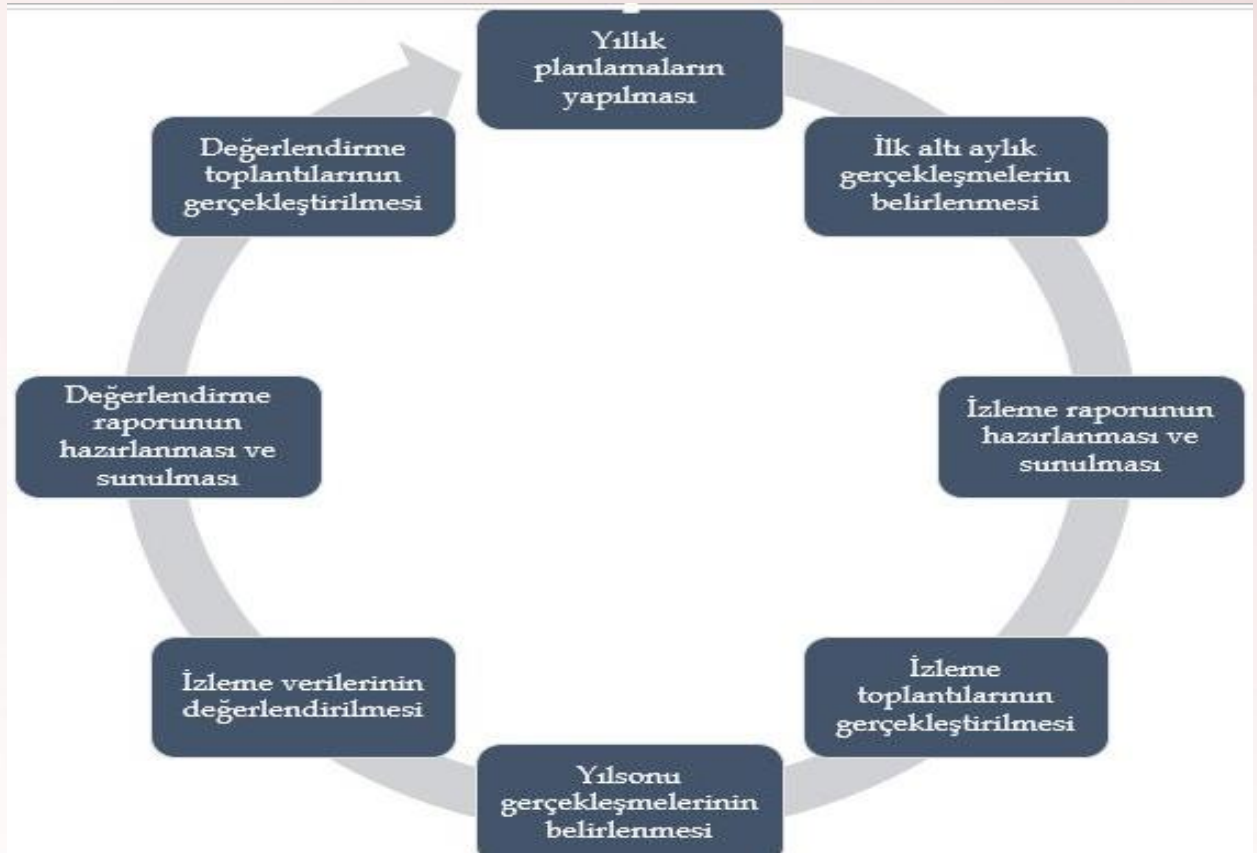 Yıllık
planlamaların
yapılması
İlk altı aylık
gerçekleşmelerin
belirlenmesi
İzleme raporunun
hazırlanması ve
sunulması
İzleme
toplantılarının
gerçekleştirilmesi
Yılsonu
gerçekleşmelerinin
belirlenmesi
İzleme verilerinin
değerlendirilmesi
Değerlendirme
raporunun
hazırlanması ve
sunulması
Değerlendirme
toplantılarının
gerçekleştirilmesi